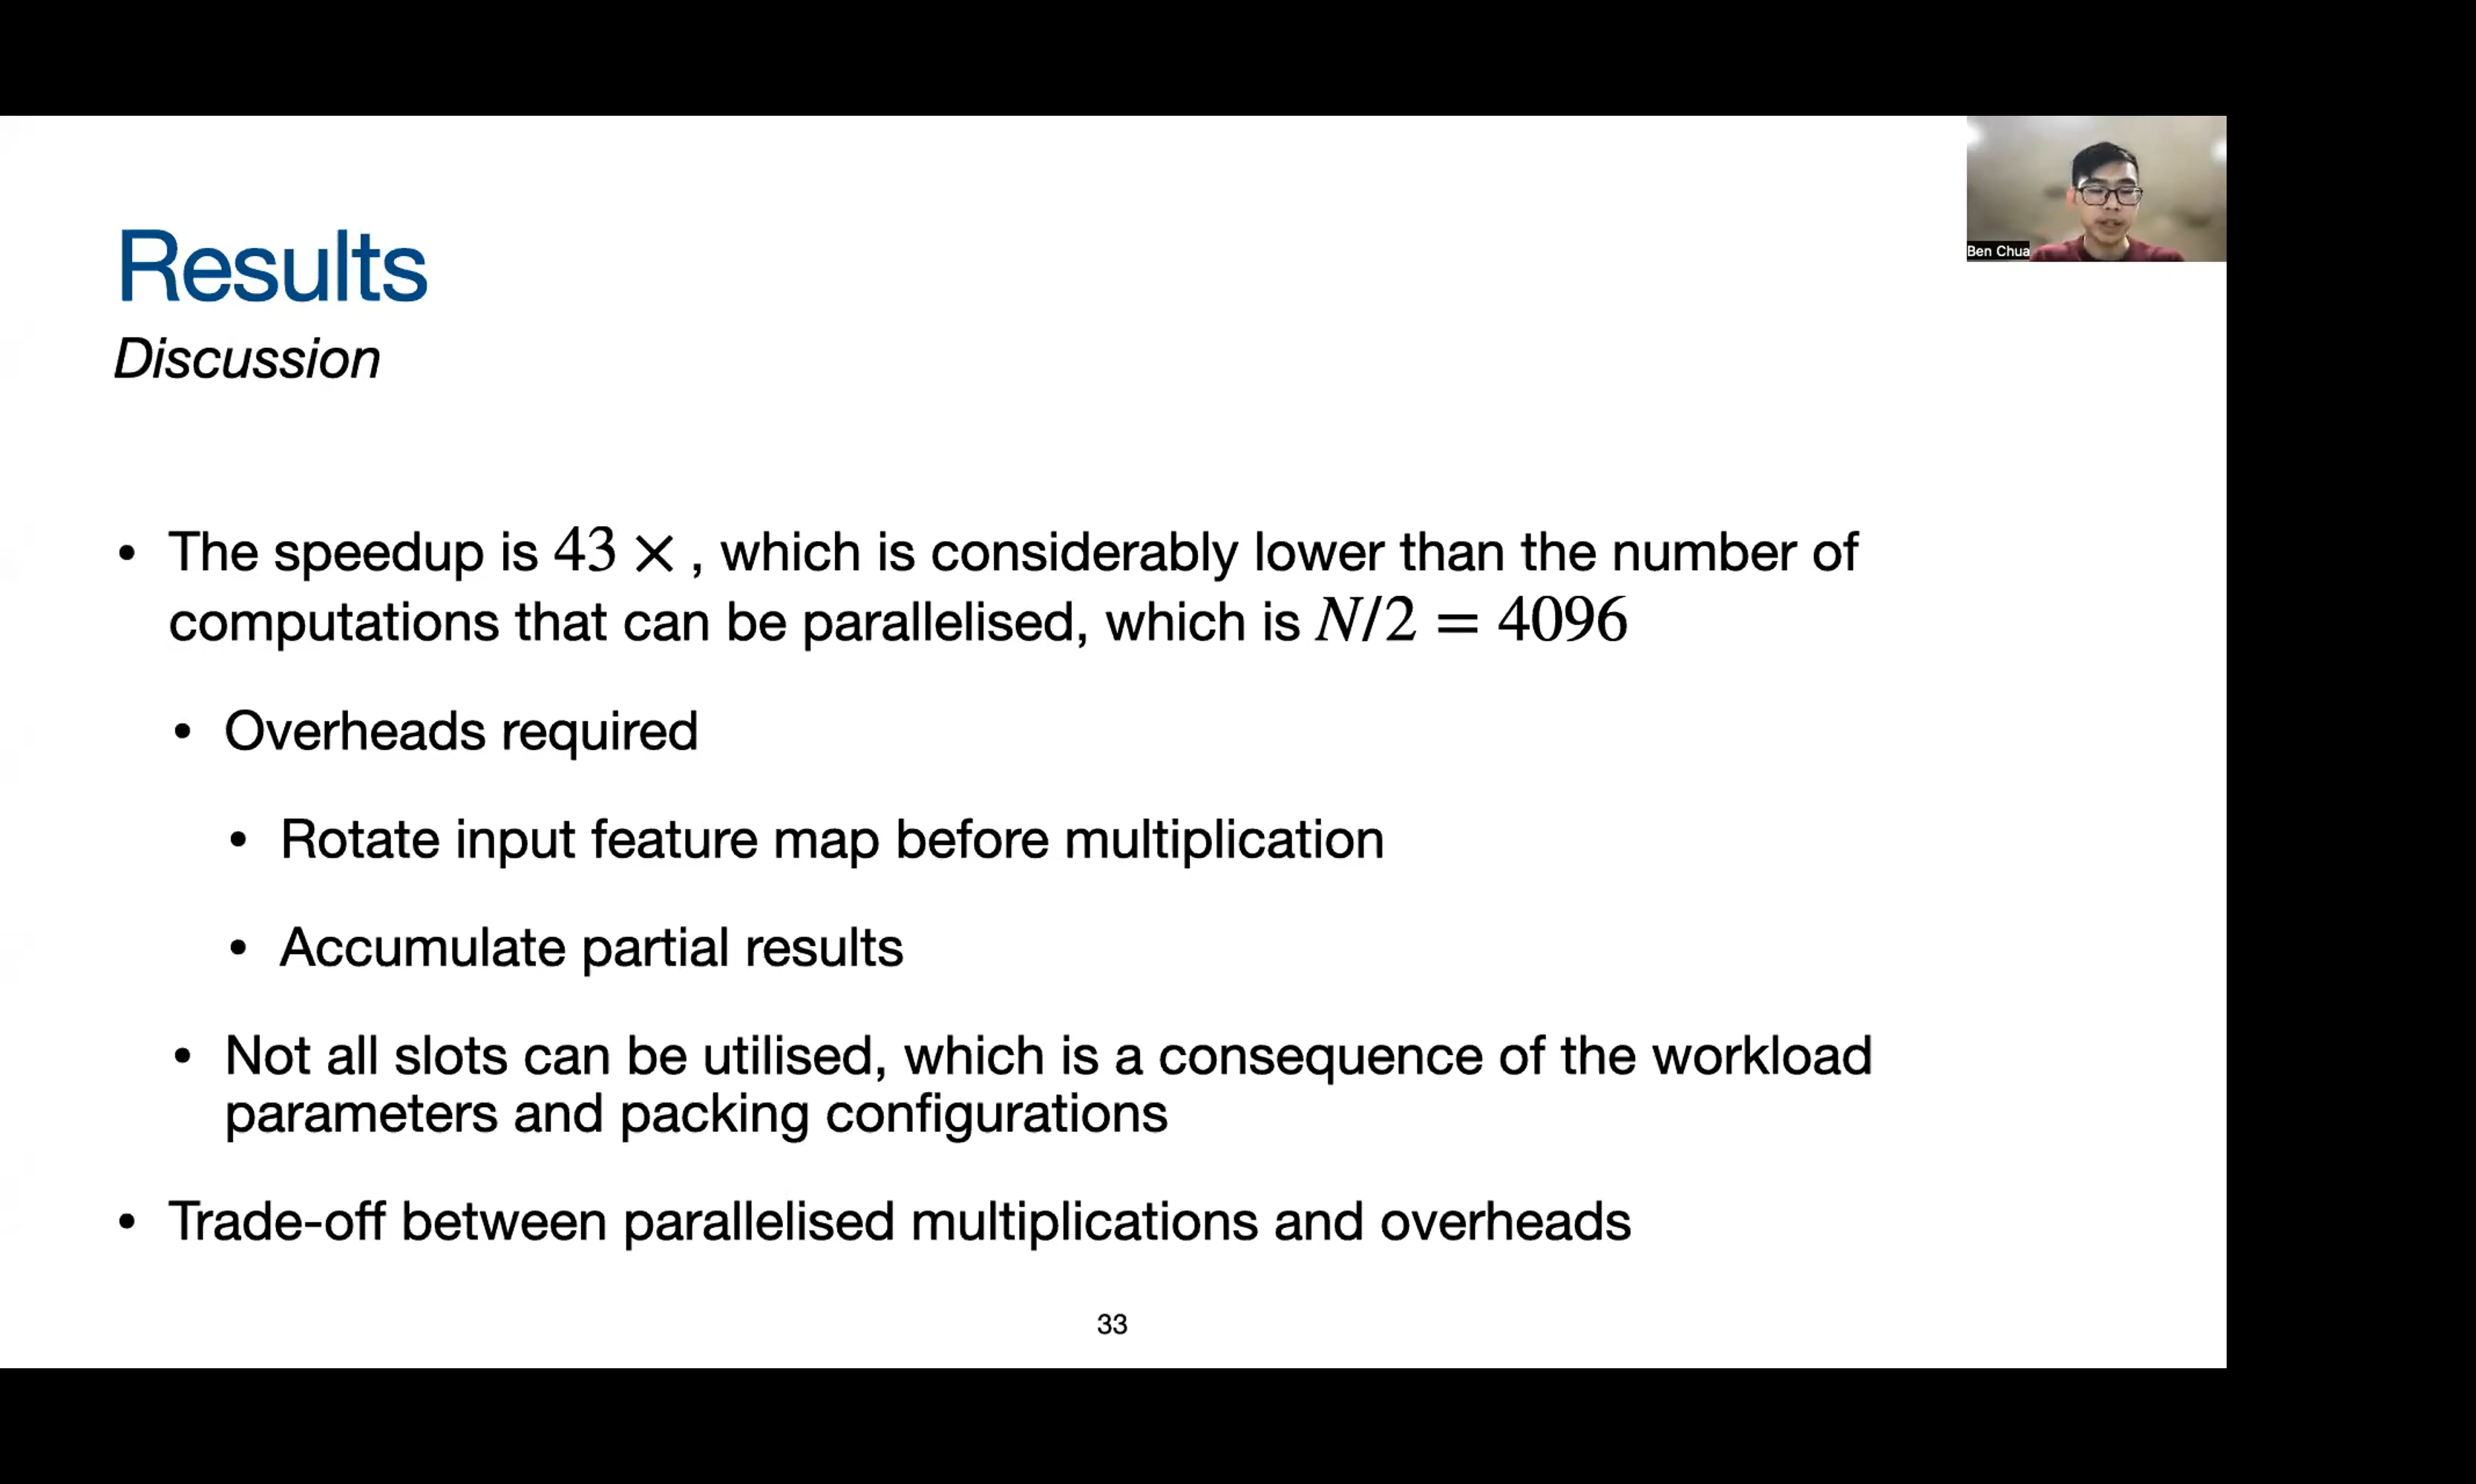 Ben Chua
Results
Discussion
• The speedup is 43 × , which is considerably lower than the number of
computations that can be parallelised, which is N/2 = 4096
• Overheads required
• Rotate input feature map before multiplication
• Accumulate partial results
• Not all slots can be utilised, which is a consequence of the workload
parameters and packing configurations
• Trade-off between parallelised multiplications and overheads
33